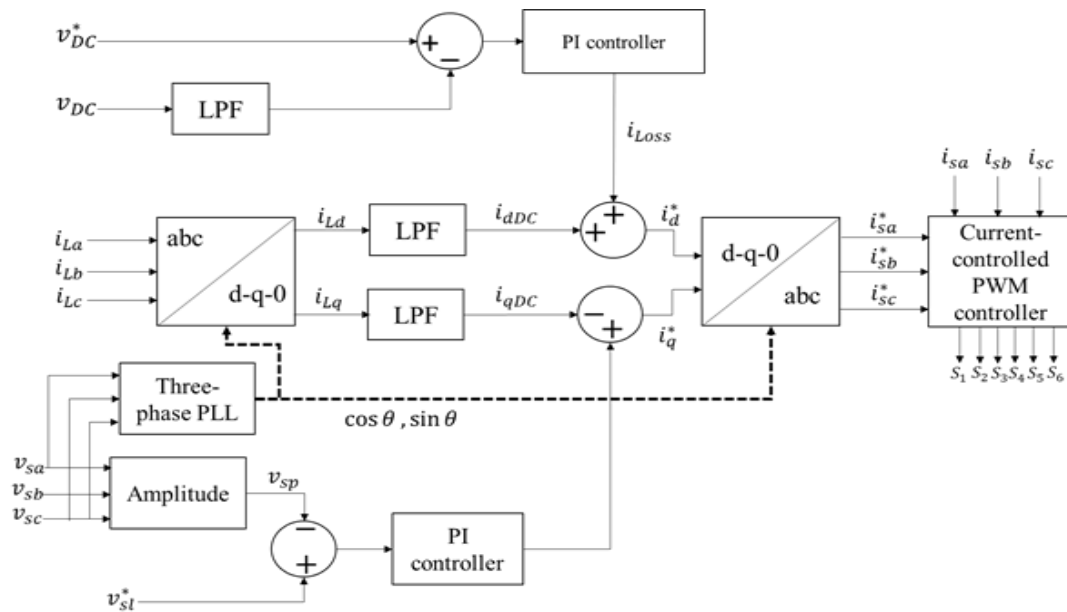 v*DC
+
−
PI controller
vDC
LPF
iLoss
isa isb isc
iLa
iLb
iLc
abc
d-q-0
iLd
LPF
idDC
+
+
i*d
iLq
LPF
iqDC
−
+
i*q
d-q-0
abc
i*sa
i*sb
i*sc
Current-
controlled
PWM
controller
S1 S2 S3 S4 S5 S6
Three-
phase PLL
cos θ , sin θ
vsa
vsb
vsc
Amplitude
vsp
−
+
PI
controller
v*sl